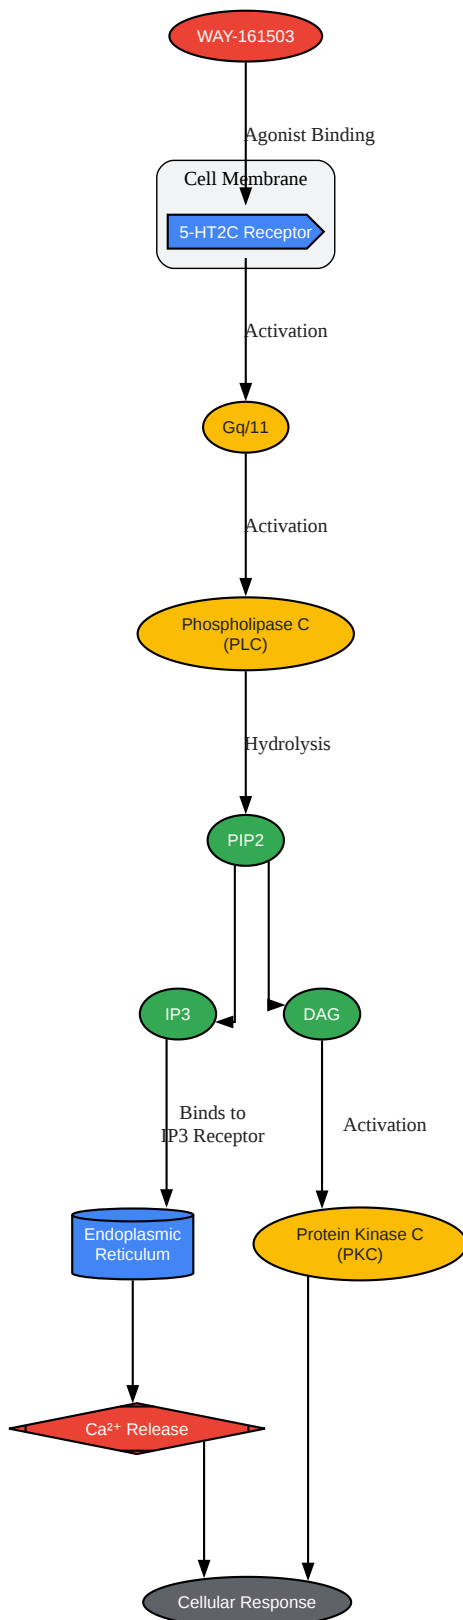 WAY-161503
Agonist Binding
Cell Membrane
5-HT2C Receptor
Activation
Gq/11
Activation
Phospholipase C
(PLC)
Hydrolysis
PIP2
IP3
DAG
Binds to
IP3 Receptor
Activation
Endoplasmic
Reticulum
Protein Kinase C
(PKC)
Ca²⁺ Release
Cellular Response